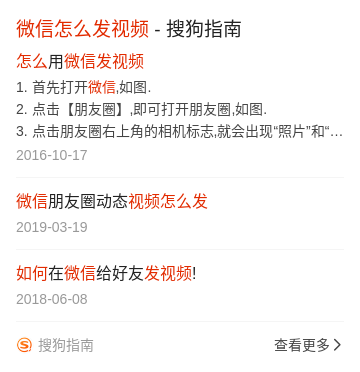 微信怎么发视频 - 搜狗指南
怎么用微信发视频
1. 首先打开微信,如图.
2. 点击【朋友圈】,即可打开朋友圈,如图.
3. 点击朋友圈右上角的相机标志,就会出现“照片”和“…
2016-10-17
微信朋友圈动态视频怎么发
2019-03-19
如何在微信给好友发视频!
2018-06-08
搜狗指南 查看更多